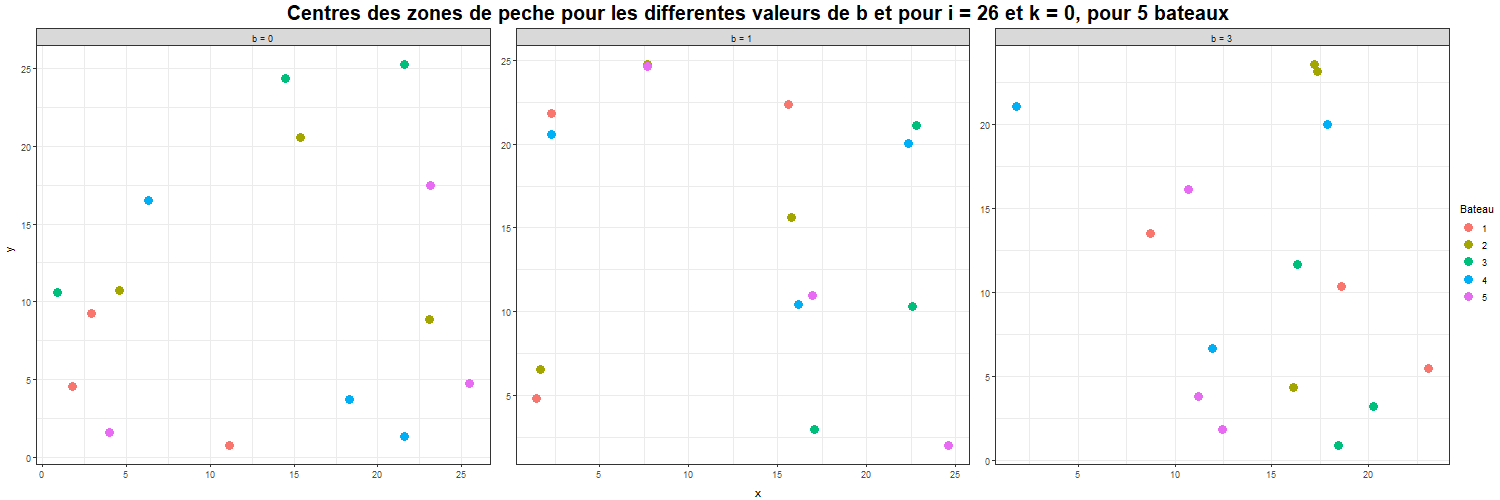 Centres des zones de peche pour les differentes valeurs de b et pour i = 26 et k = 0, pour 5 bateaux
b = 0
b = 1
b = 3
y
25
20
15
10
5
0
0 5 10 15 20 25
25
20
15
10
5
5 10 15 20 25
20
15
10
5
0
5 10 15 20
x
Bateau
1
2
3
4
5